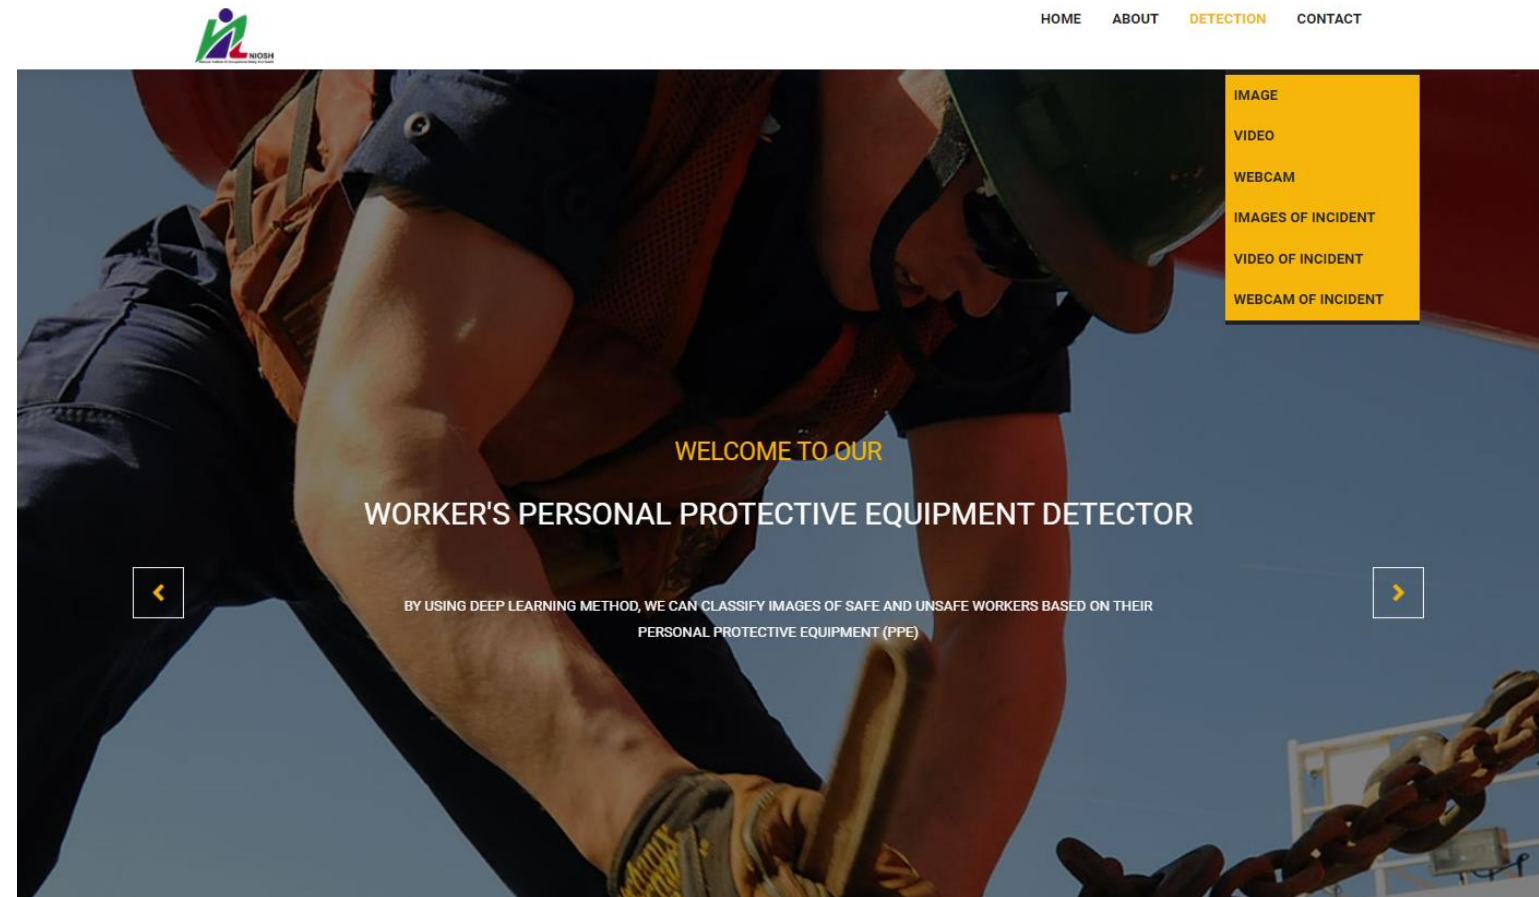 NIOSH
HOME ABOUT DETECTION CONTACT
IMAGE
VIDEO
WEBCAM
IMAGES OF INCIDENT
VIDEO OF INCIDENT
WEBCAM OF INCIDENT
WELCOME TO OUR
WORKER'S PERSONAL PROTECTIVE EQUIPMENT DETECTOR
BY USING DEEP LEARNING METHOD, WE CAN CLASSIFY IMAGES OF SAFE AND UNSAFE WORKERS BASED ON THEIR
PERSONAL PROTECTIVE EQUIPMENT (PPE)